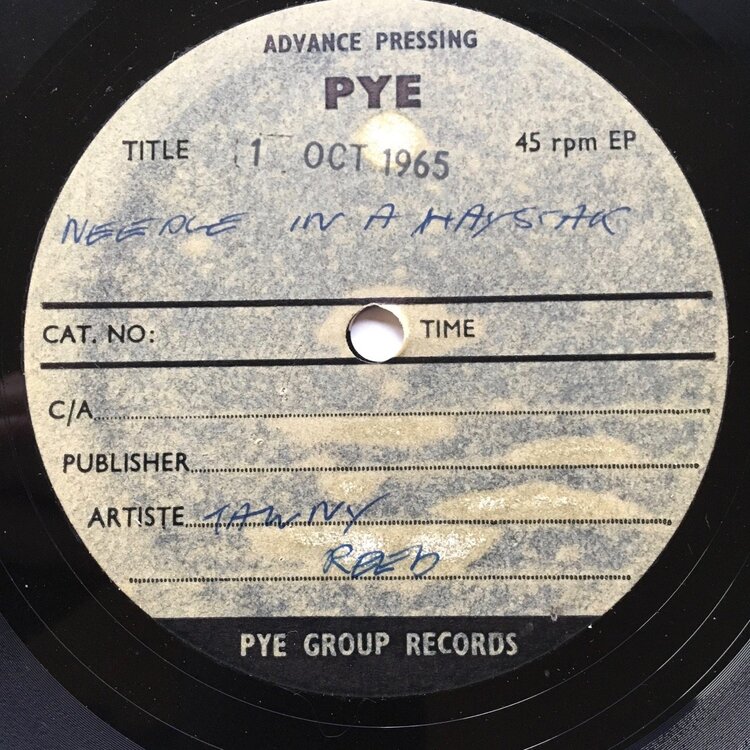 ADVANCE PRESSING
PYE
TITLE 1 OCT 1965 45 rpm EP
NEEDLE IN A HAYSTAK
CAT. NO: TIME
C/A
PUBLISHER
ARTISTE TAWNY
REED
PYE GROUP RECORDS